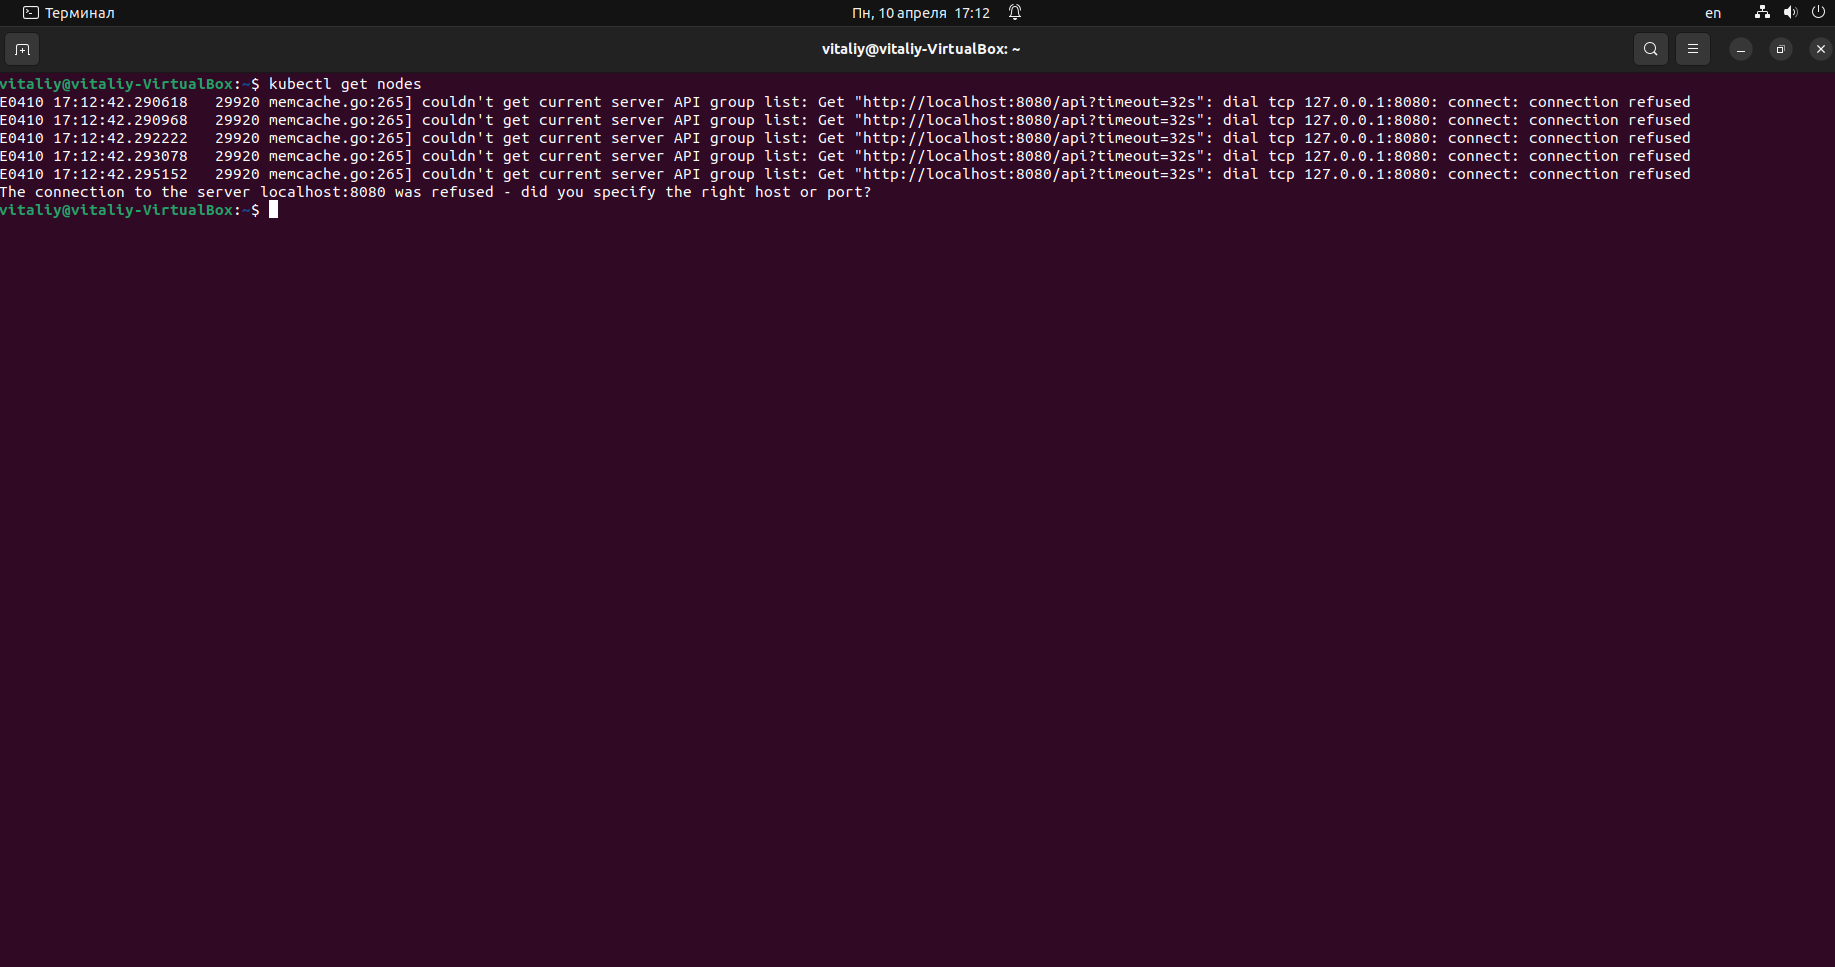 Терминал
Пн, 10 апреля 17:12
en
vitaliy@vitaliy-VirtualBox: ~
vitaliy@vitaliy-VirtualBox:~$ kubectl get nodes
E0410 17:12:42.290618   29920 memcache.go:265] couldn't get current server API group list: Get "http://localhost:8080/api?timeout=32s": dial tcp 127.0.0.1:8080: connect: connection refused
E0410 17:12:42.290968   29920 memcache.go:265] couldn't get current server API group list: Get "http://localhost:8080/api?timeout=32s": dial tcp 127.0.0.1:8080: connect: connection refused
E0410 17:12:42.292222   29920 memcache.go:265] couldn't get current server API group list: Get "http://localhost:8080/api?timeout=32s": dial tcp 127.0.0.1:8080: connect: connection refused
E0410 17:12:42.293078   29920 memcache.go:265] couldn't get current server API group list: Get "http://localhost:8080/api?timeout=32s": dial tcp 127.0.0.1:8080: connect: connection refused
E0410 17:12:42.295152   29920 memcache.go:265] couldn't get current server API group list: Get "http://localhost:8080/api?timeout=32s": dial tcp 127.0.0.1:8080: connect: connection refused
The connection to the server localhost:8080 was refused - did you specify the right host or port?
vitaliy@vitaliy-VirtualBox:~$